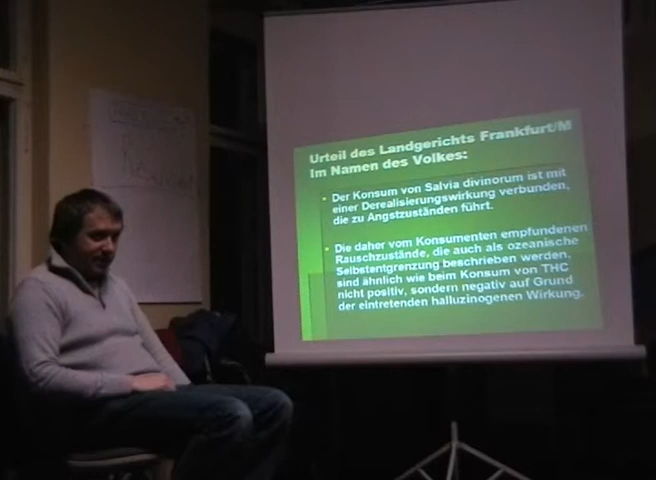 Urteil des Landgerichts Frankfurt/M
Im Namen des Volkes:
Der Konsum von Salvia divinorum ist mit
einer Derealisierungswirkung verbunden,
die zu Angstzuständen führt.
Die daher vom Konsumenten empfundenen
Rauschzustände, die auch als ozeanische
Selbstentgrenzung beschrieben werden,
sind ähnlich wie beim Konsum von THC
nicht positiv, sondern negativ auf Grund
der eintretenden halluzinogenen Wirkung.